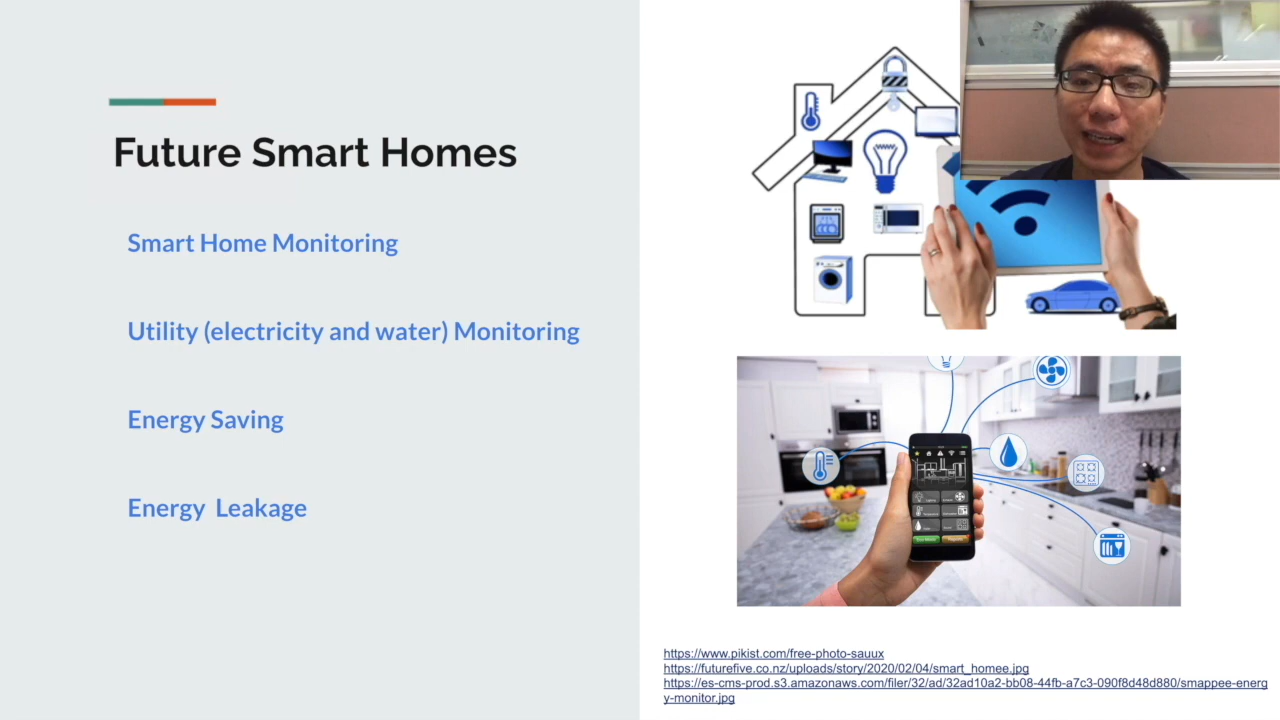 Future Smart Homes
Smart Home Monitoring
Utility (electricity and water) Monitoring
Energy Saving
Energy  Leakage
https://www.pikist.com/free-photo-sauux
https://futurefive.co.nz/uploads/story/2020/02/04/smart_homee.jpg
https://es-cms-prod.s3.amazonaws.com/filer/32/ad/32ad10a2-bb08-44fb-a7c3-090f8d48d880/smappee-energ
y-monitor.jpg